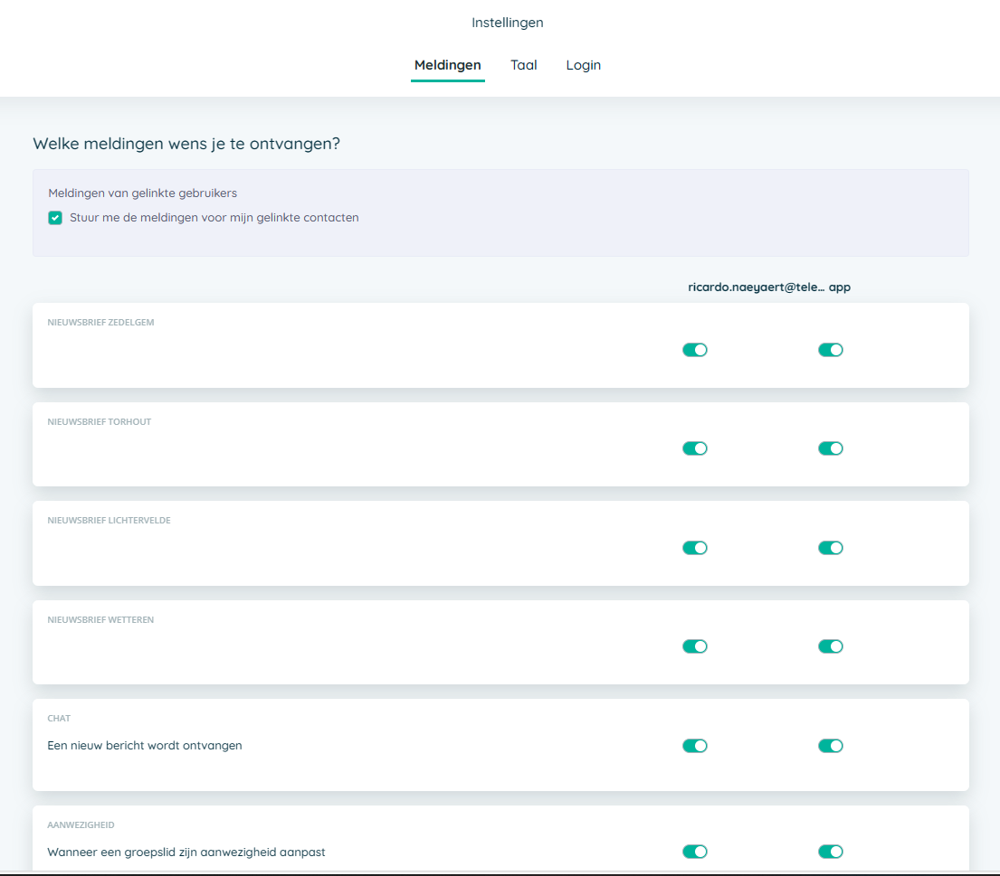 Instellingen
Meldingen Taal Login
Welke meldingen wens je te ontvangen?
Meldingen van gelinkte gebruikers
Stuur me de meldingen voor mijn gelinkte contacten
ricardo.naeyaert@tele... app
NIEUWSBRIEF ZEDELGEM
NIEUWSBRIEF TORHOUT
NIEUWSBRIEF LICHTERVELDE
NIEUWSBRIEF WETTEREN
CHAT
Een nieuw bericht wordt ontvangen
AANWEZIGHEID
Wanneer een groepslid zijn aanwezigheid aanpast